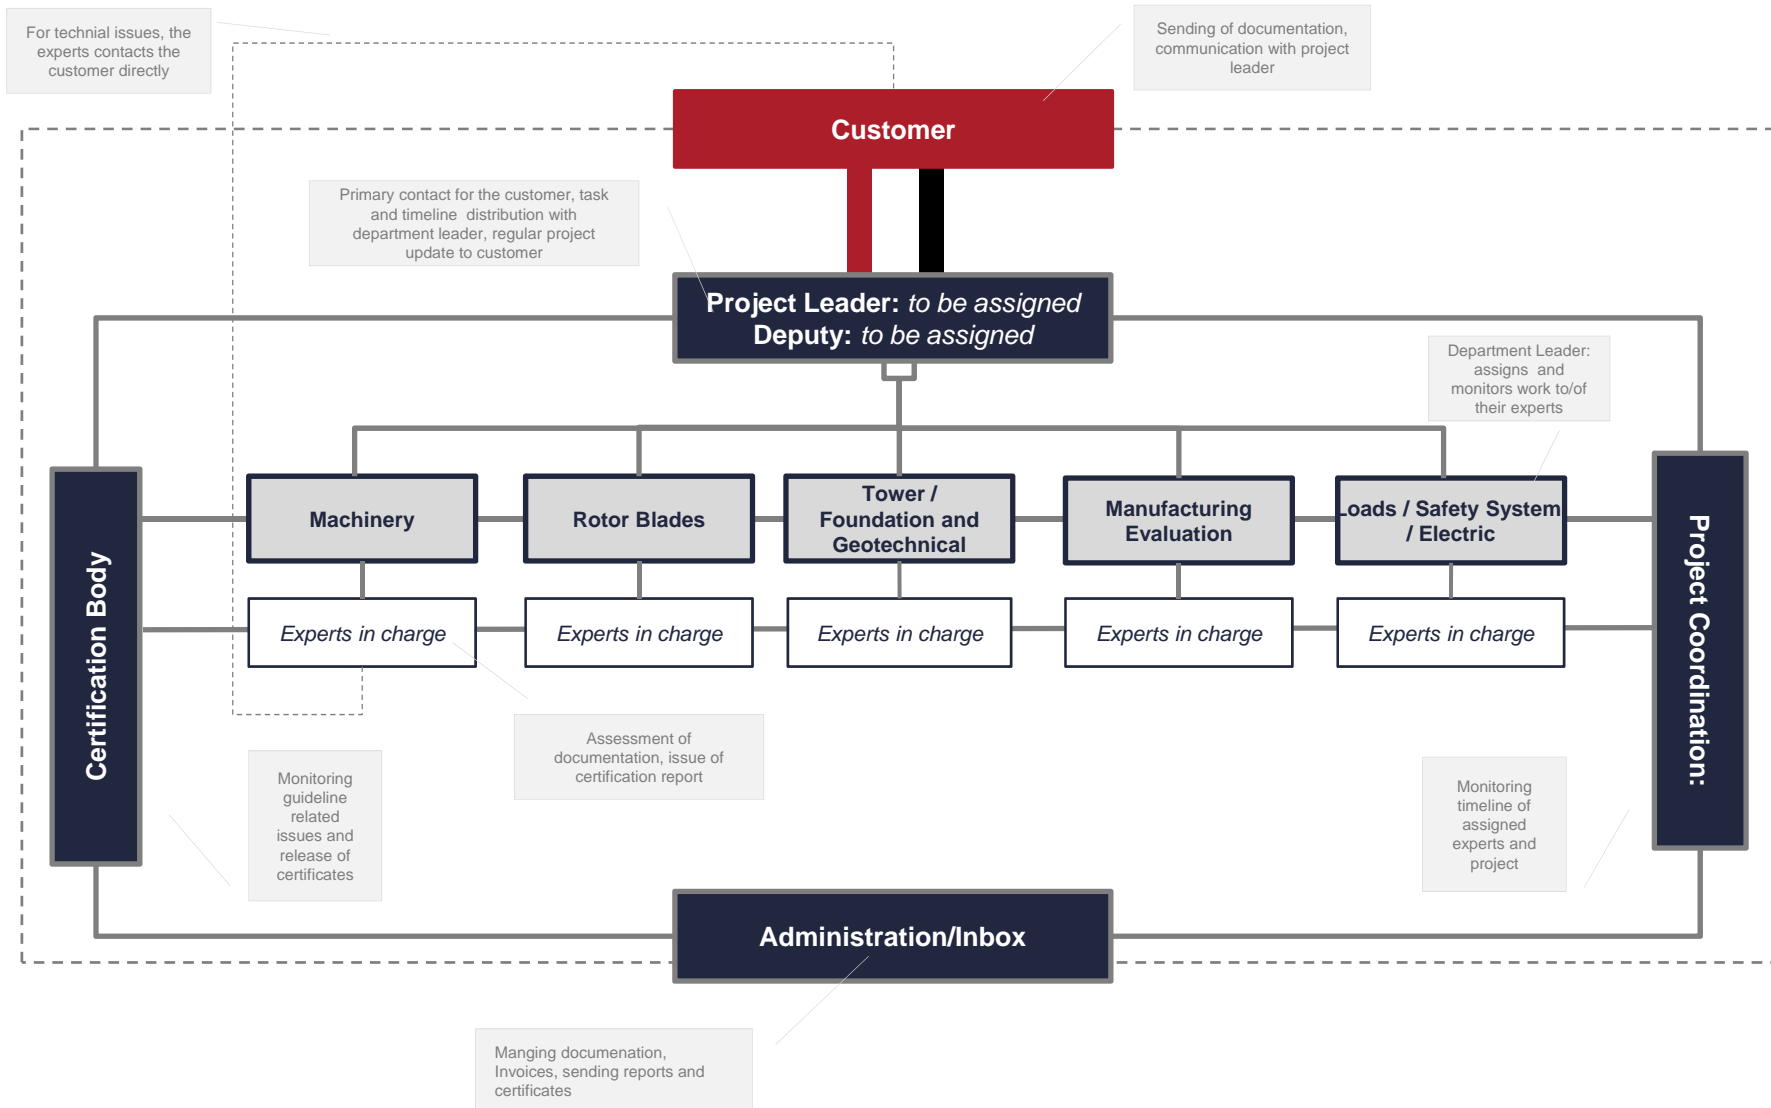 For technial issues, the
experts contacts the
customer directly
Sending of documentation,
communication with project
leader
Customer
Primary contact for the customer, task
and timeline distribution with
department leader, regular project
update to customer
Project Leader: to be assigned
Deputy: to be assigned
Department Leader:
assigns and
monitors work to/of
their experts
Machinery
Rotor Blades
Tower /
Foundation and
Geotechnical
Manufacturing
Evaluation
Loads / Safety System
/ Electric
Experts in charge
Experts in charge
Experts in charge
Experts in charge
Experts in charge
Certification Body
Project Coordination:
Assessment of
documentation, issue of
certification report
Monitoring
guideline
related
issues and
release of
certificates
Monitoring
timeline of
assigned
experts and
project
Administration/Inbox
Manging documenation,
Invoices, sending reports and
certificates